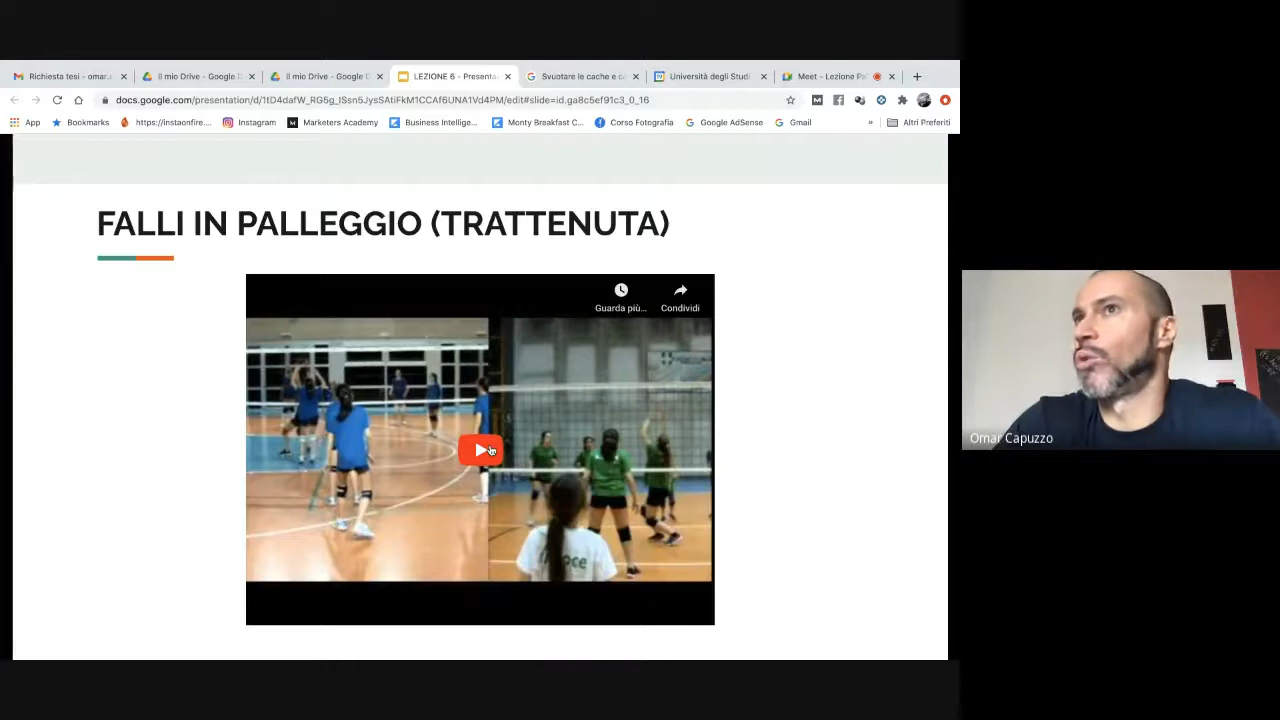 Richiesta tesi - omar.
Il mio Drive - Google D
Il mio Drive - Google D
LEZIONE 6 - Presenta
Svuotare le cache e c
Università degli Studi
Meet - Lezione Pa
docs.google.com/presentation/d/1tD4dafW_RG5g_ISsn5JysSAtiFkM1CCAf6UNA1Vd4PM/edit#slide=id.ga8c5ef91c3_0_16
App
Bookmarks
https://instaonfire....
Instagram
Marketers Academy
Business Intellige...
Monty Breakfast C...
Corso Fotografia
Google AdSense
Gmail
»
Altri Preferiti
FALLI IN PALLEGGIO (TRATTENUTA)
Guarda più...
Condividi
Omar Capuzzo